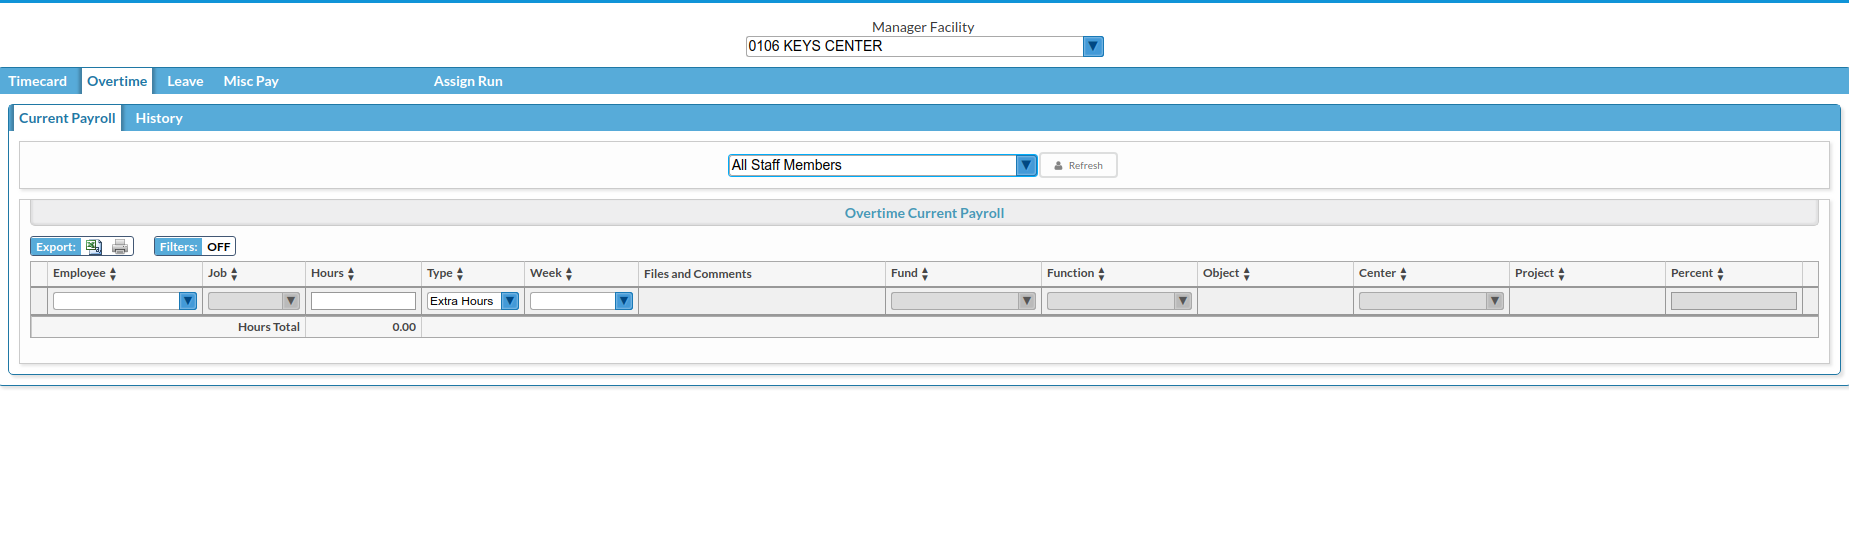 Manager Facility
0106 KEYS CENTER
Timecard Overtime Leave Misc Pay Assign Run
Current Payroll History
All Staff Members Refresh
Overtime Current Payroll
Export: Filters: OFF
Employee Job Hours Type Week Files and Comments Fund Function Object Center Project Percent
Extra Hours
Hours Total 0.00